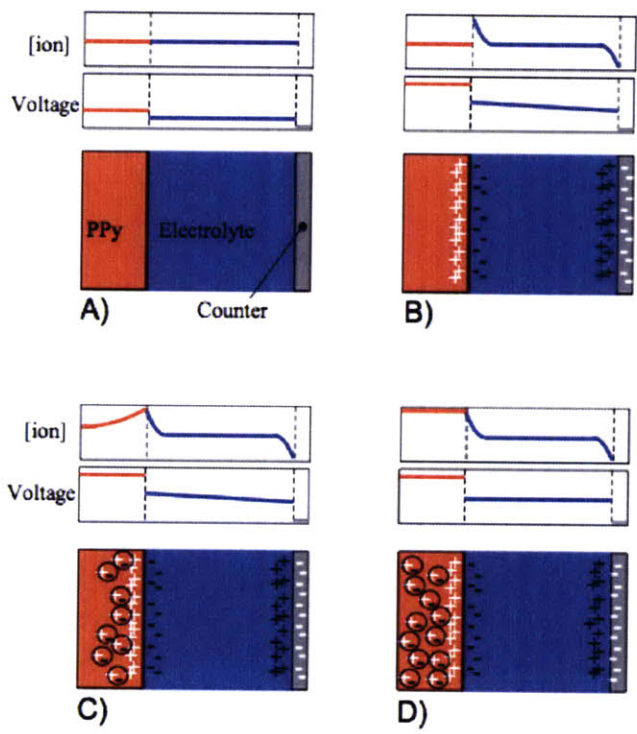 [ion]
Voltage
PPy
Electrolyte
A)
Counter
B)
[ion]
Voltage
C)
D)